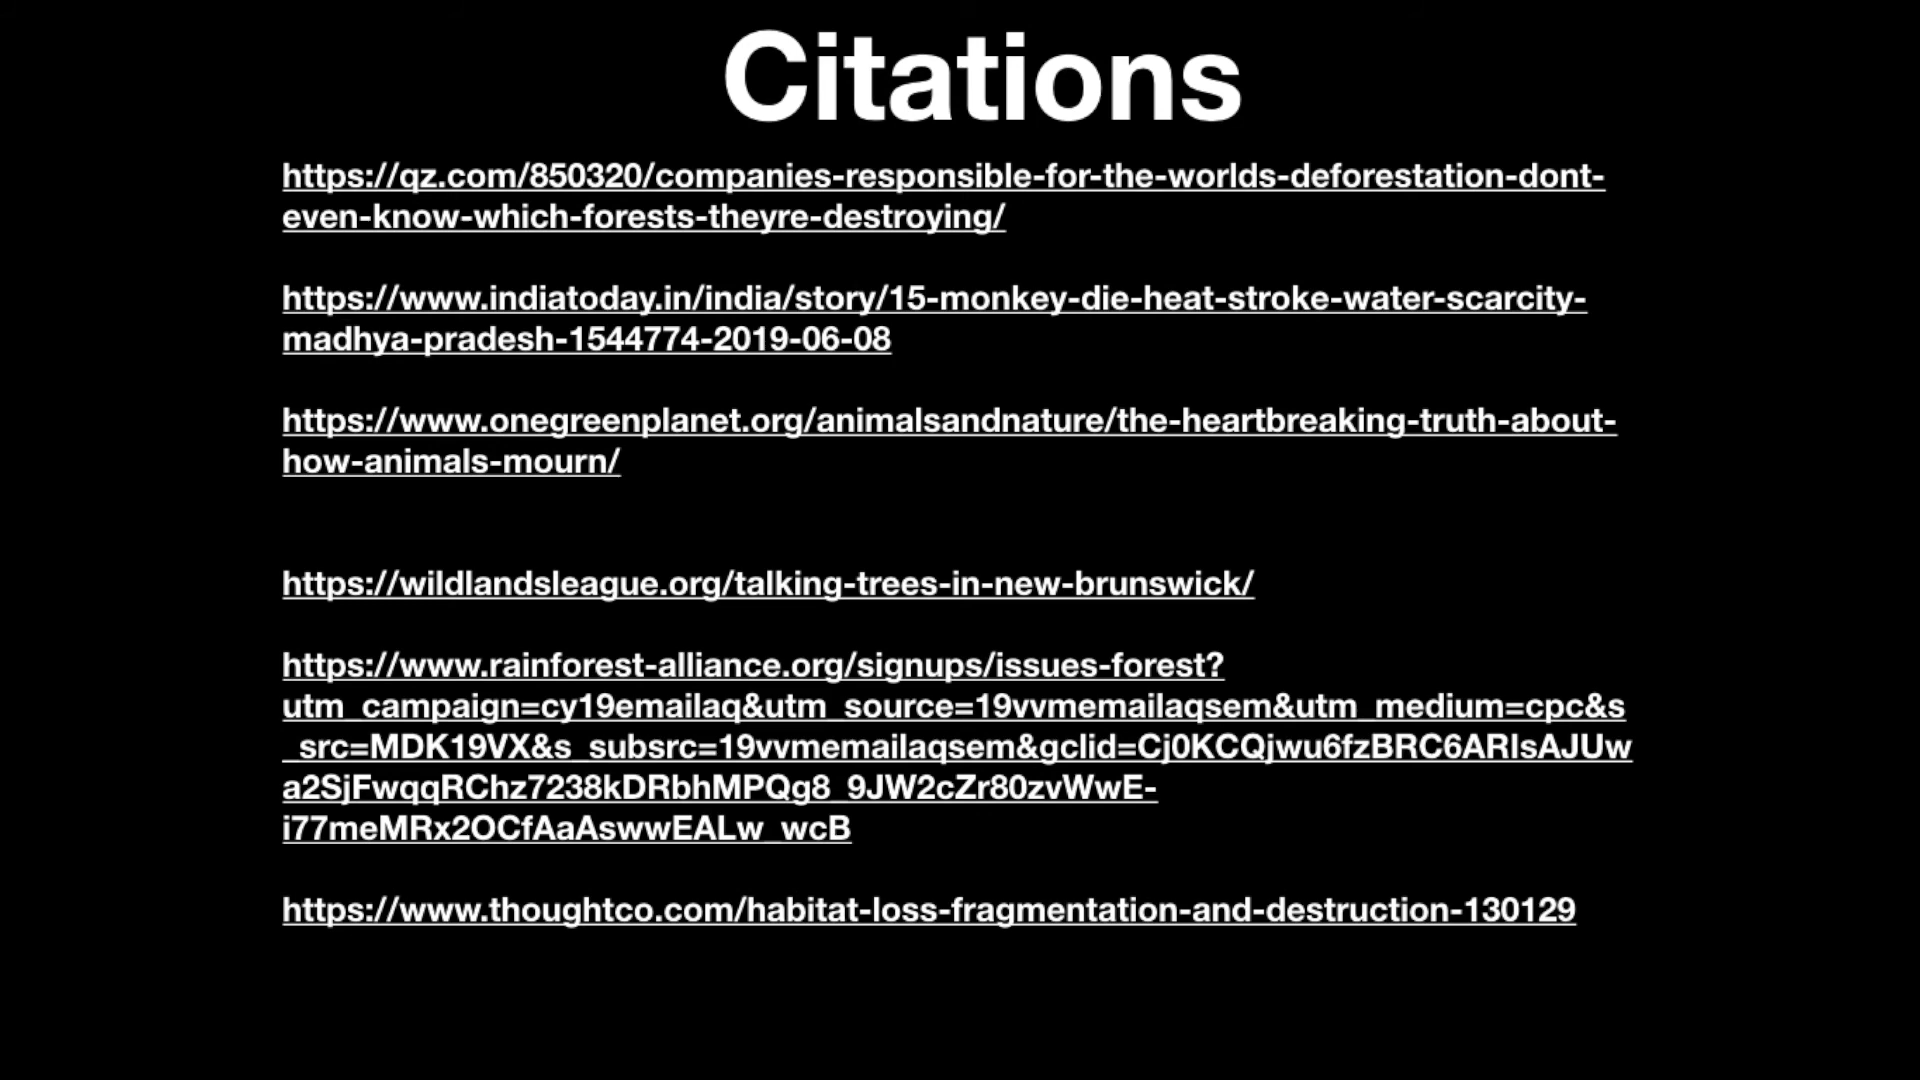 Citations
https://qz.com/850320/companies-responsible-for-the-worlds-deforestation-dont-
even-know-which-forests-theyre-destroying/
https://www.indiatoday.in/india/story/15-monkey-die-heat-stroke-water-scarcity-
madhya-pradesh-1544774-2019-06-08
https://www.onegreenplanet.org/animalsandnature/the-heartbreaking-truth-about-
how-animals-mourn/
https://wildlandsleague.org/talking-trees-in-new-brunswick/
https://www.rainforest-alliance.org/signups/issues-forest?
utm_campaign=cy19emailaq&utm_source=19vvmemailaqsem&utm_medium=cpc&s
_src=MDK19VX&s_subsrc=19vvmemailaqsem&gclid=Cj0KCQjwu6fzBRC6ARIsAJUw
a2SjFwqqRChz7238kDRbhMPQg8_9JW2cZr80zvWwE-
i77meMRx2OCfAaAswwEALw_wcB
https://www.thoughtco.com/habitat-loss-fragmentation-and-destruction-130129